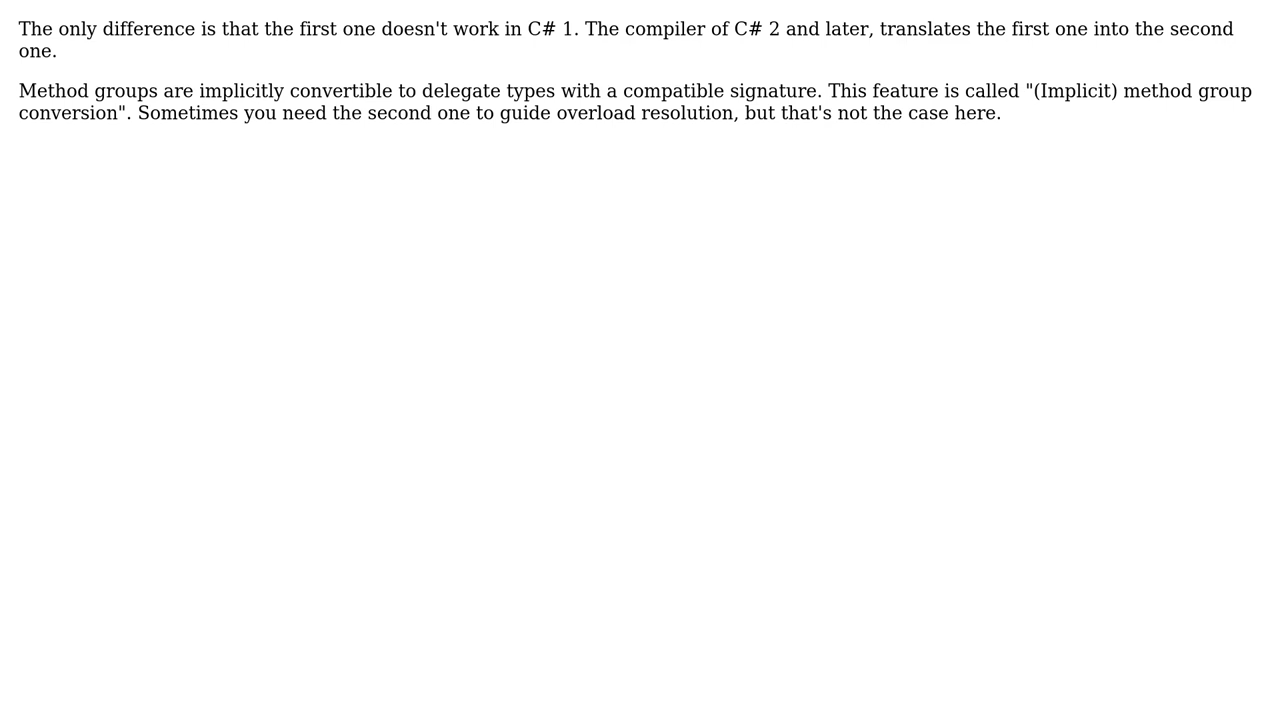 The only difference is that the first one doesn't work in C# 1. The compiler of C# 2 and later, translates the first one into the second
one.
Method groups are implicitly convertible to delegate types with a compatible signature. This feature is called "(Implicit) method group
conversion". Sometimes you need the second one to guide overload resolution, but that's not the case here.